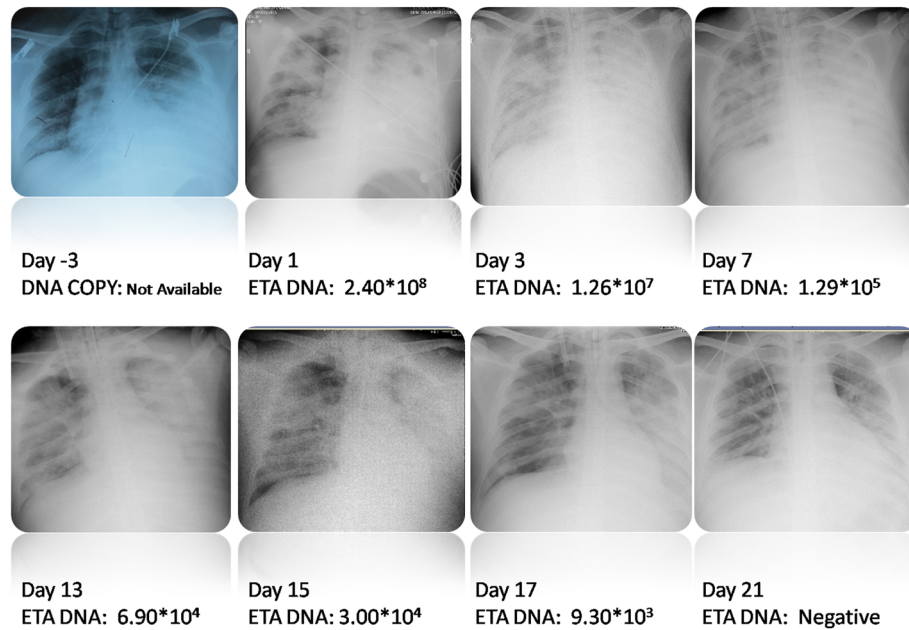 Day -3
DNA COPY: Not Available
Day 1
ETA DNA: 2.40*10⁸
Day 3
ETA DNA: 1.26*10⁷
Day 7
ETA DNA: 1.29*10⁵
Day 13
ETA DNA: 6.90*10⁴
Day 15
ETA DNA: 3.00*10⁴
Day 17
ETA DNA: 9.30*10³
Day 21
ETA DNA: Negative